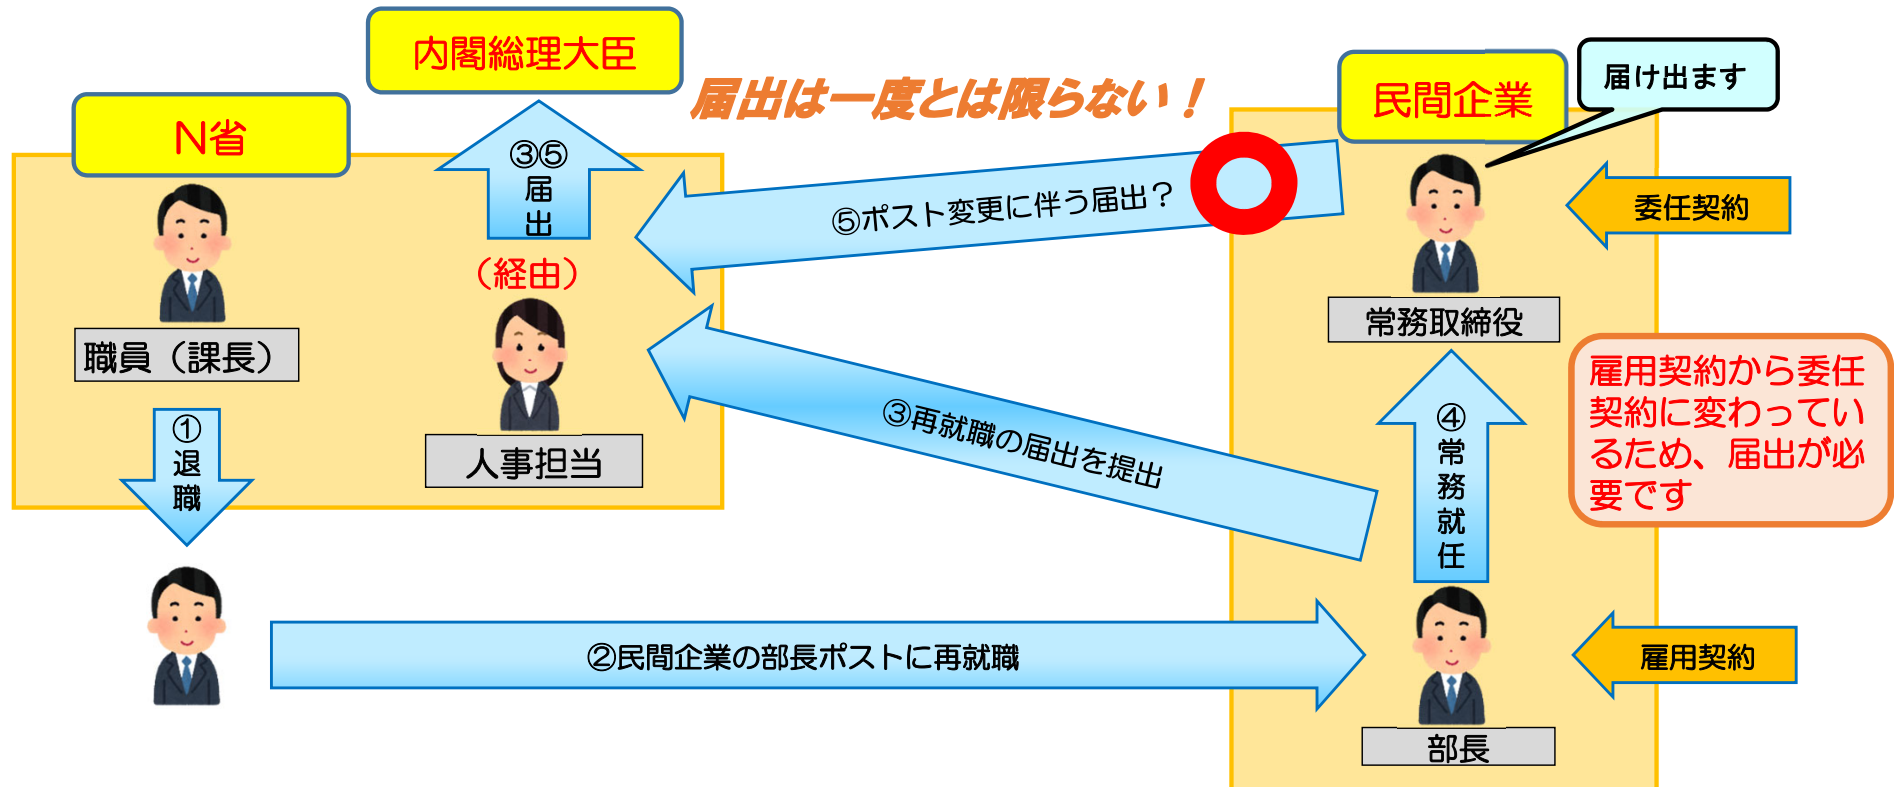 内閣総理大臣
届出は一度とは限らない！
民間企業
届け出ます
N省
③⑤
届
出
（経由）
⑤ポスト変更に伴う届出？
委任契約
職員（課長）
人事担当
常務取締役
①
退
職
③再就職の届出を提出
④
常
務
就
任
雇用契約から委任
契約に変わってい
るため、届出が必
要です
②民間企業の部長ポストに再就職
雇用契約
部長